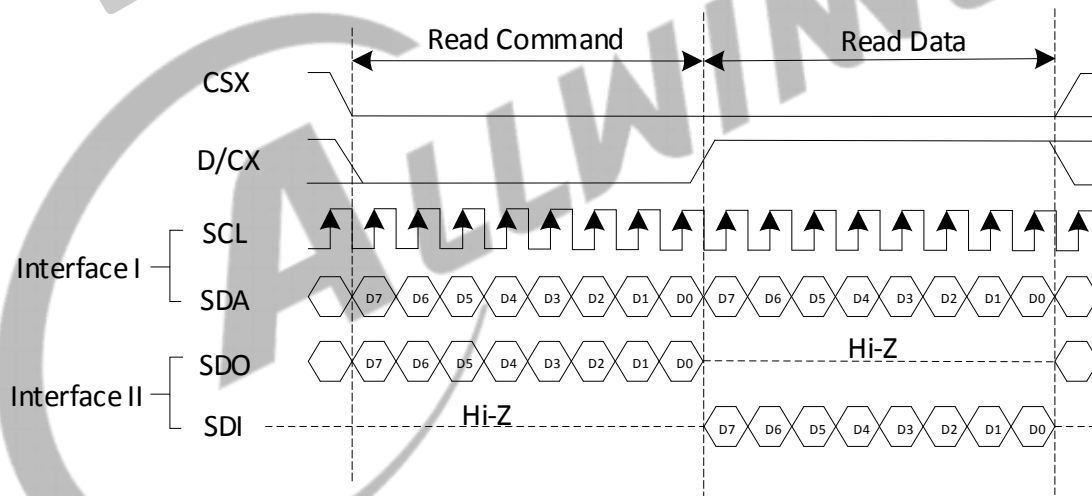 Read Command
Read Data
CSX
D/CX
SCL
Interface I
SDA
D7 D6 D5 D4 D3 D2 D1 D0 D7 D6 D5 D4 D3 D2 D1 D0
SDO
D7 D6 D5 D4 D3 D2 D1 D0
Hi-Z
Interface II
SDI
Hi-Z
D7 D6 D5 D4 D3 D2 D1 D0
ALLWIN